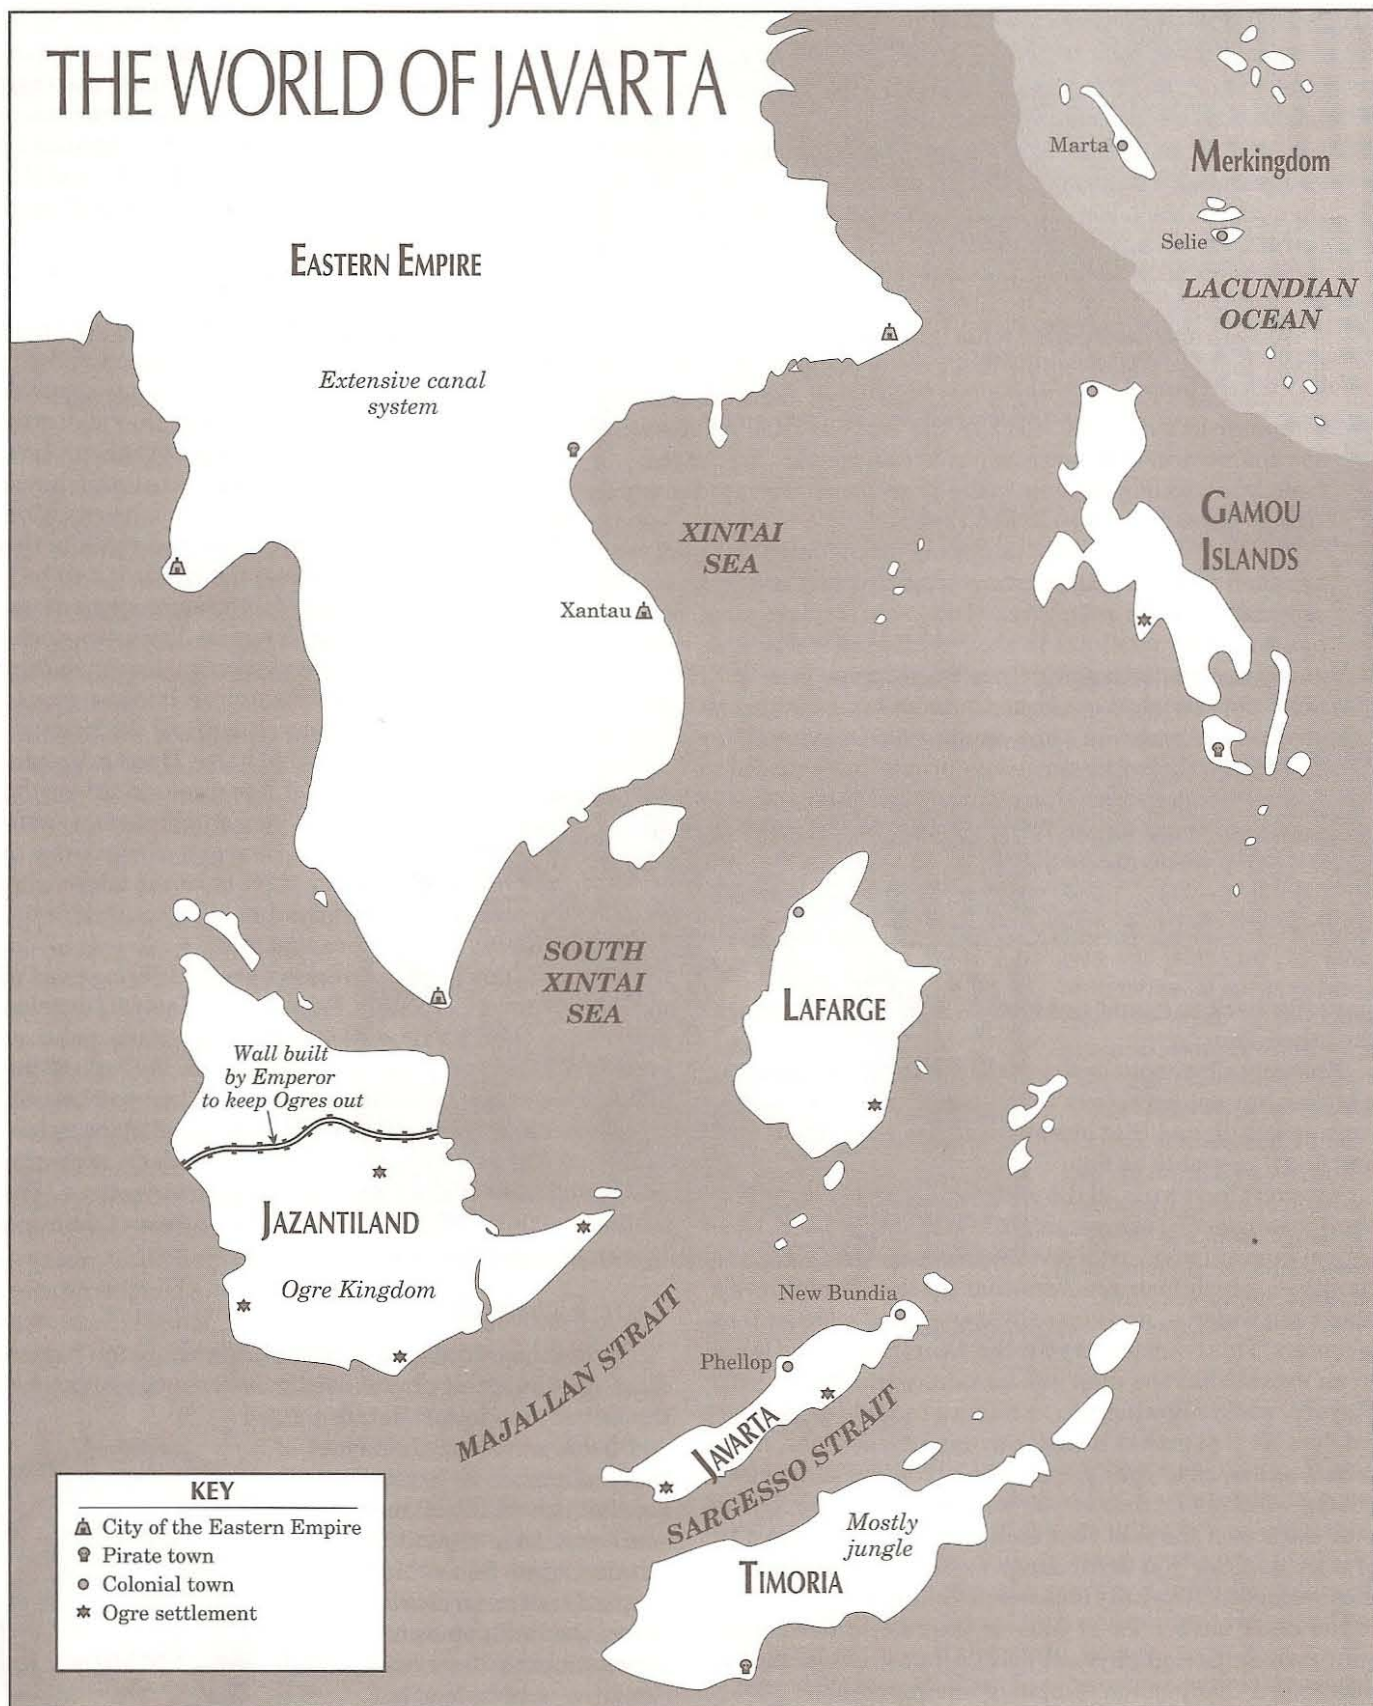 THE WORLD OF JAVARTA
Marta
Merkingdom
Selie
EASTERN EMPIRE
LACUNDIAN
OCEAN
Extensive canal
system
GAMOU
ISLANDS
XINTAI
SEA
Xantau
SOUTH
XINTAI
SEA
LAFARGE
Wall built
by Emperor
to keep Ogres out
JAZANTILAND
Ogre Kingdom
New Bundia
MAJALLAN STRAIT
Phellop
JAVARTA
SARGESSO STRAIT
Mostly
jungle
TIMORIA
KEY
City of the Eastern Empire
Pirate town
Colonial town
Ogre settlement